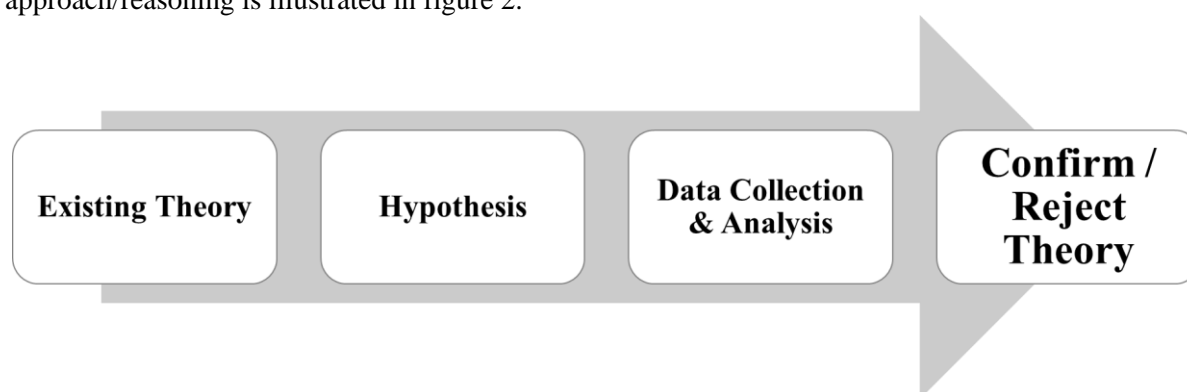 approach/reasoning is illustrated in figure 2.
Existing Theory
Hypothesis
Data Collection
& Analysis
Confirm /
Reject
Theory